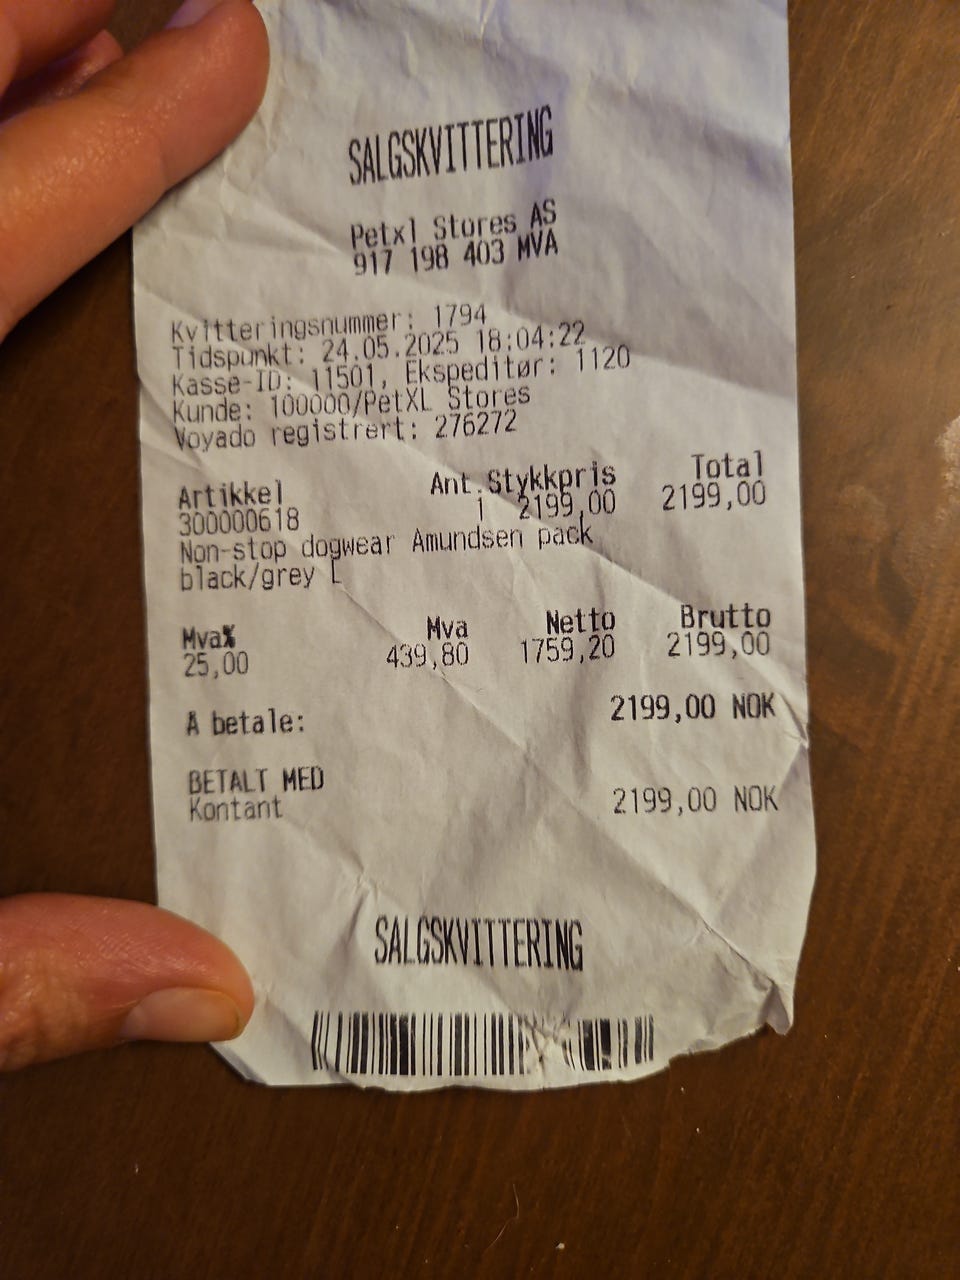 SALGSKVITTERING
Petxl Stores AS
917 198 403 MVA
Kvitteringsnummer: 1794
Tidspunkt: 24.05.2025 18:04:22
Kasse-ID: 11501, Ekspeditør: 1120
Kunde: 100000/PetXL Stores
Voyado registrert: 276272
Artikkel Ant. Stykkpris Total
300000618 1 2199,00 2199,00
Non-stop dogwear Amundsen pack
black/grey L
Mva% Mva Netto Brutto
25,00 439,80 1759,20 2199,00
Å betale: 2199,00 NOK
BETALT MED
Kontant 2199,00 NOK
SALGSKVITTERING